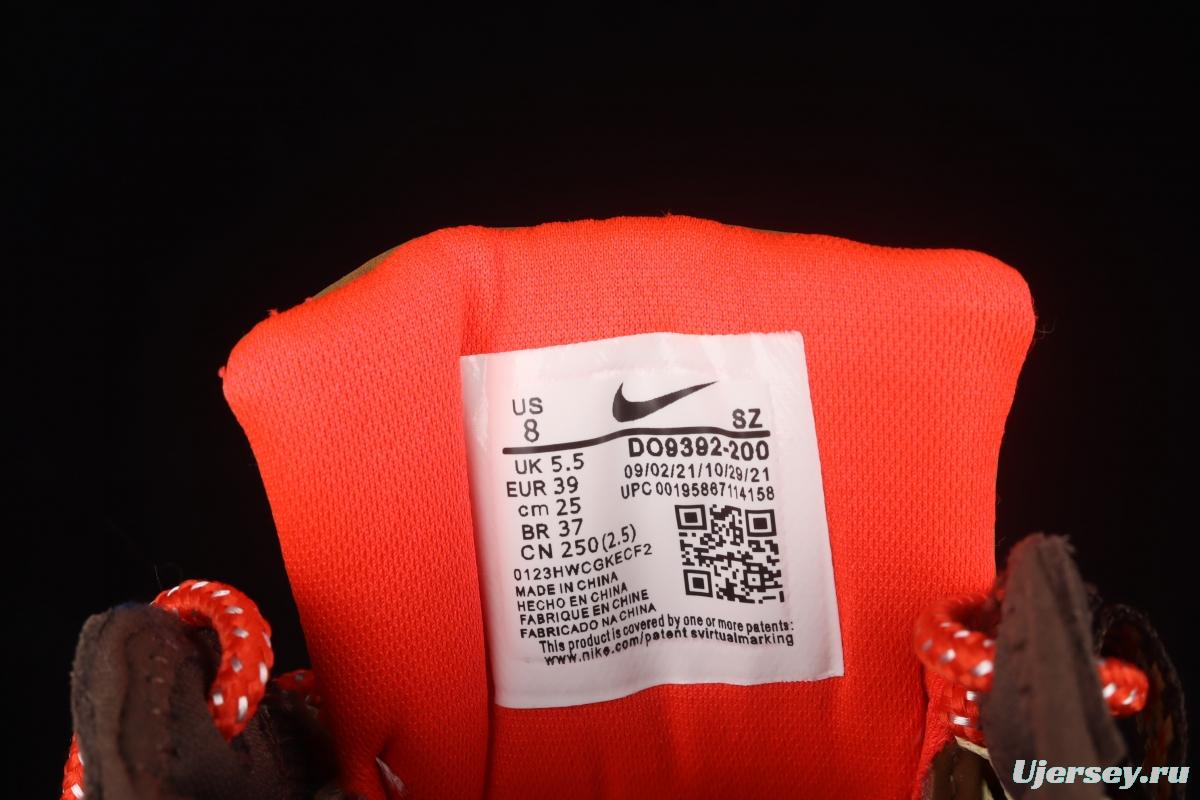 US
8
SZ
UK 5.5
EUR 39
cm 25
BR 37
CN 250 (2.5)
DO9392-200
09/02/21/10/29/21
UPC 00195867114158
0123HWCGKECF2
MADE IN CHINA
HECHO EN CHINA
FABRIQUE EN CHINE
FABRICADO NA CHINA
This product is covered by one or more patents:
www.nike.com/patent svirtualmarking
Ujersey.ru